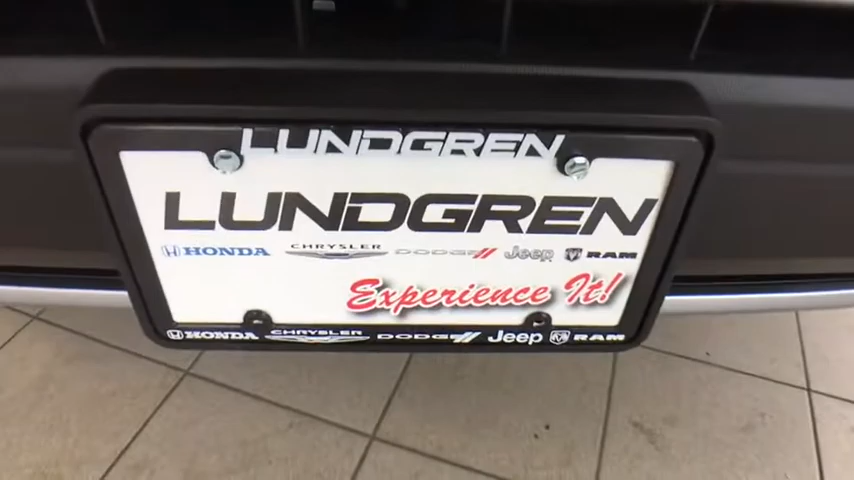 LUNDGREN
LUNDGREN
HONDA CHRYSLER DODGE Jeep RAM
Experience It!
HONDA CHRYSLER DODGE Jeep RAM